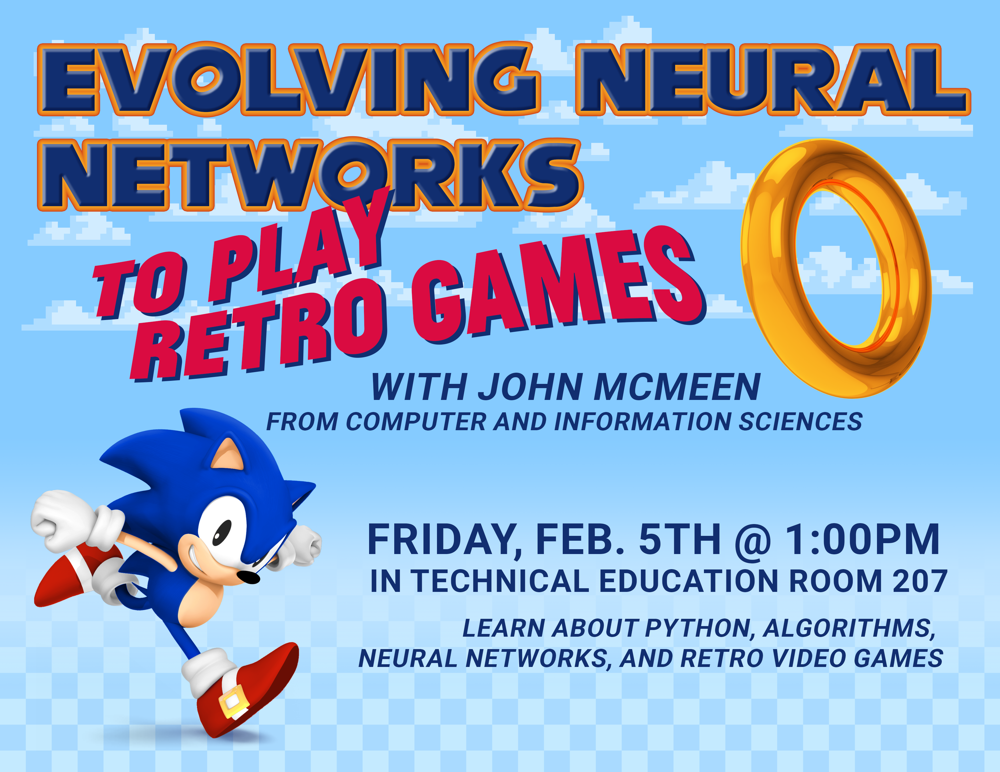 EVOLVING NEURAL
NETWORKS
TO PLAY
RETRO GAMES
WITH JOHN MCMEEN
FROM COMPUTER AND INFORMATION SCIENCES
FRIDAY, FEB. 5TH @ 1:00PM
IN TECHNICAL EDUCATION ROOM 207
LEARN ABOUT PYTHON, ALGORITHMS,
NEURAL NETWORKS, AND RETRO VIDEO GAMES